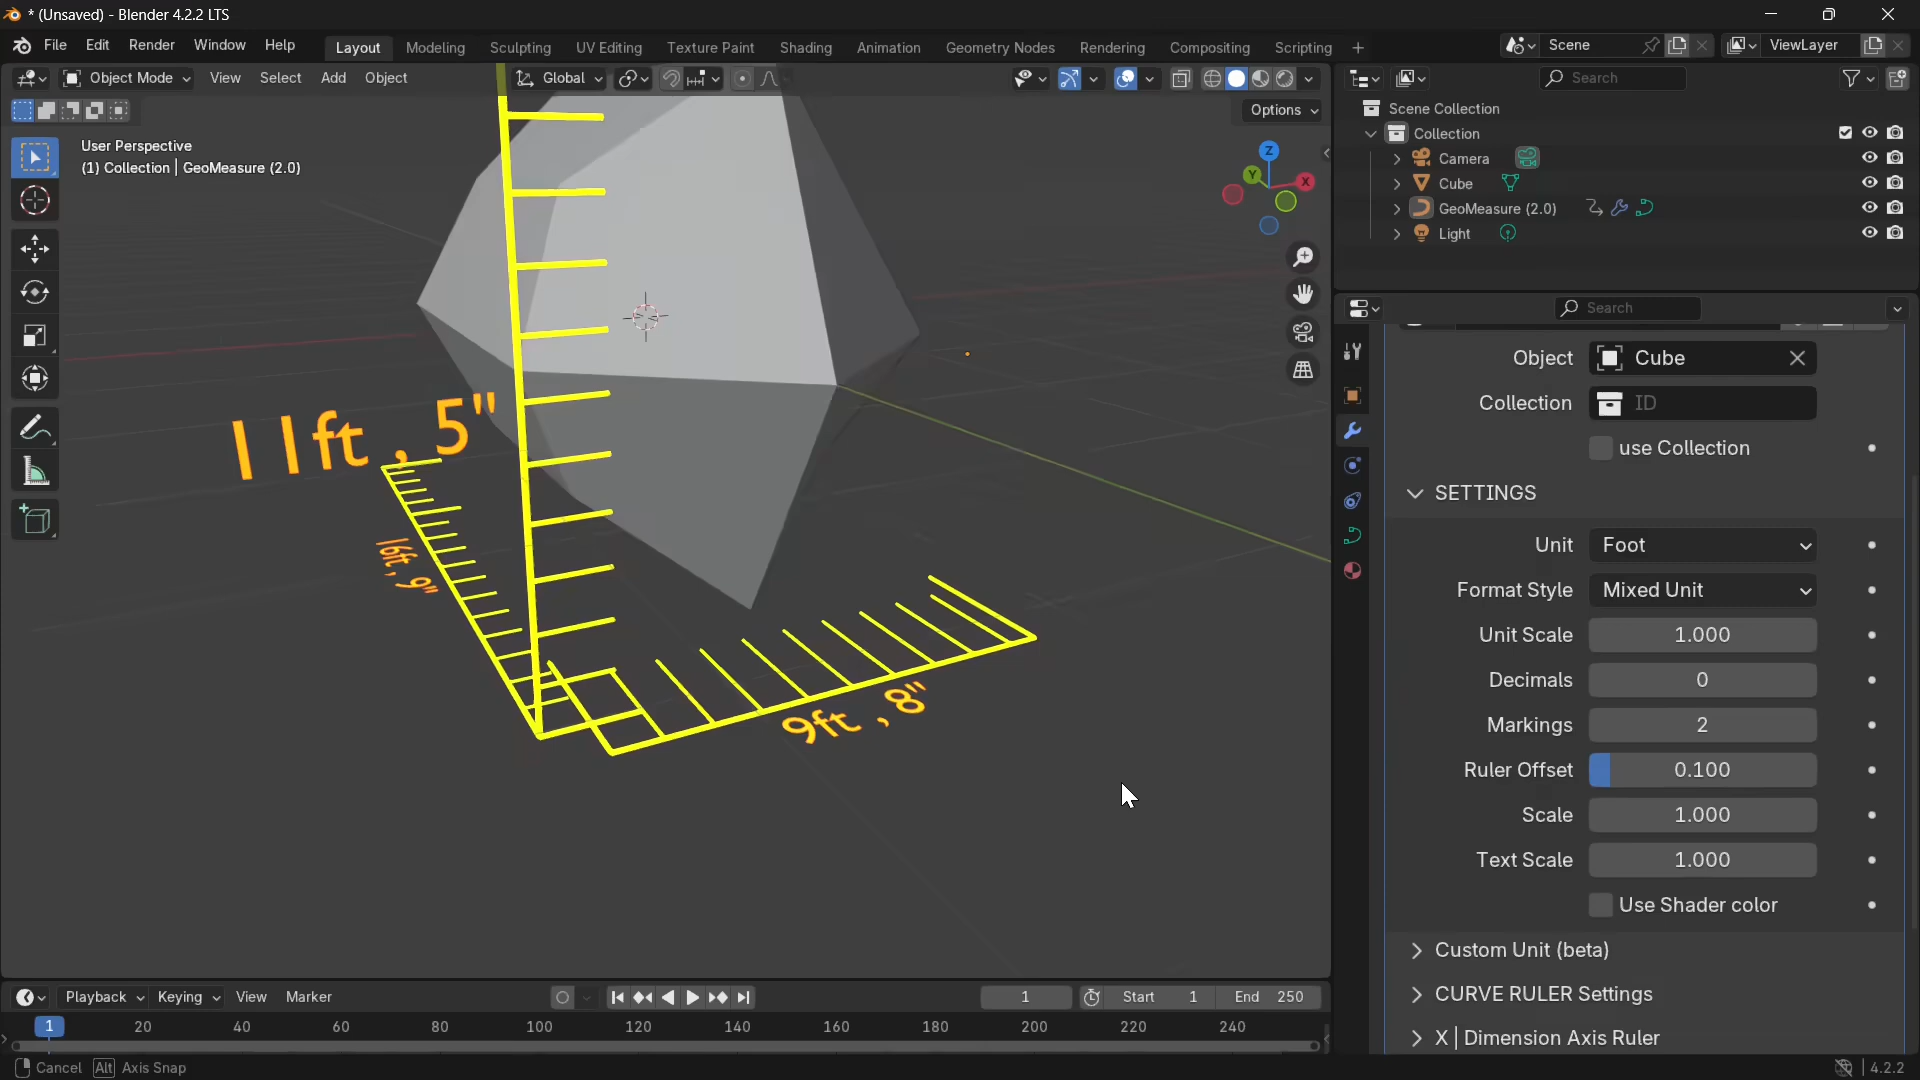 * (Unsaved) - Blender 4.2.2 LTS
File Edit Render Window Help Layout Modeling Sculpting UV Editing Texture Paint Shading Animation Geometry Nodes Rendering Compositing Scripting + Scene ViewLayer
Object Mode View Select Add Object Global
Search
Options
User Perspective
(1) Collection | GeoMeasure (2.0)
Z
Y
X
11ft , 5"
16ft , 9"
9ft , 8"
Scene Collection
Collection
Camera
Cube
GeoMeasure (2.0)
Light
Search
Object Cube
Collection ID
use Collection
SETTINGS
Unit Foot
Format Style Mixed Unit
Unit Scale 1.000
Decimals 0
Markings 2
Ruler Offset 0.100
Scale 1.000
Text Scale 1.000
Use Shader color
Custom Unit (beta)
CURVE RULER Settings
X | Dimension Axis Ruler
Playback Keying View Marker 1 Start 1 End 250
1 20 40 60 80 100 120 140 160 180 200 220 240
Cancel Alt Axis Snap 4.2.2